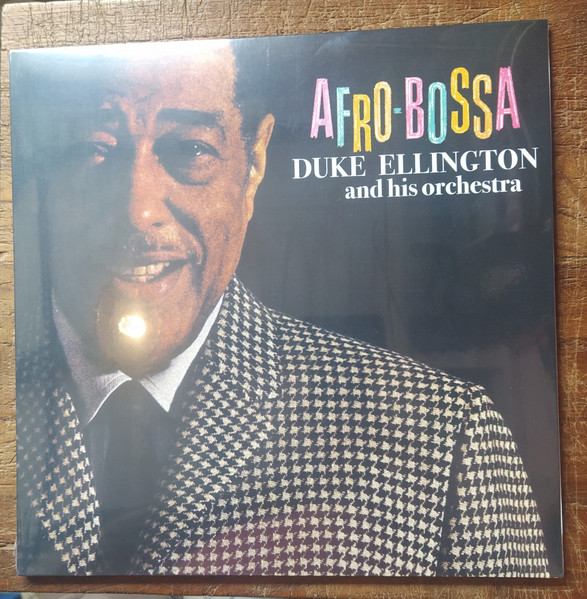 AFRO-BOSSA
DUKE ELLINGTON
and his orchestra